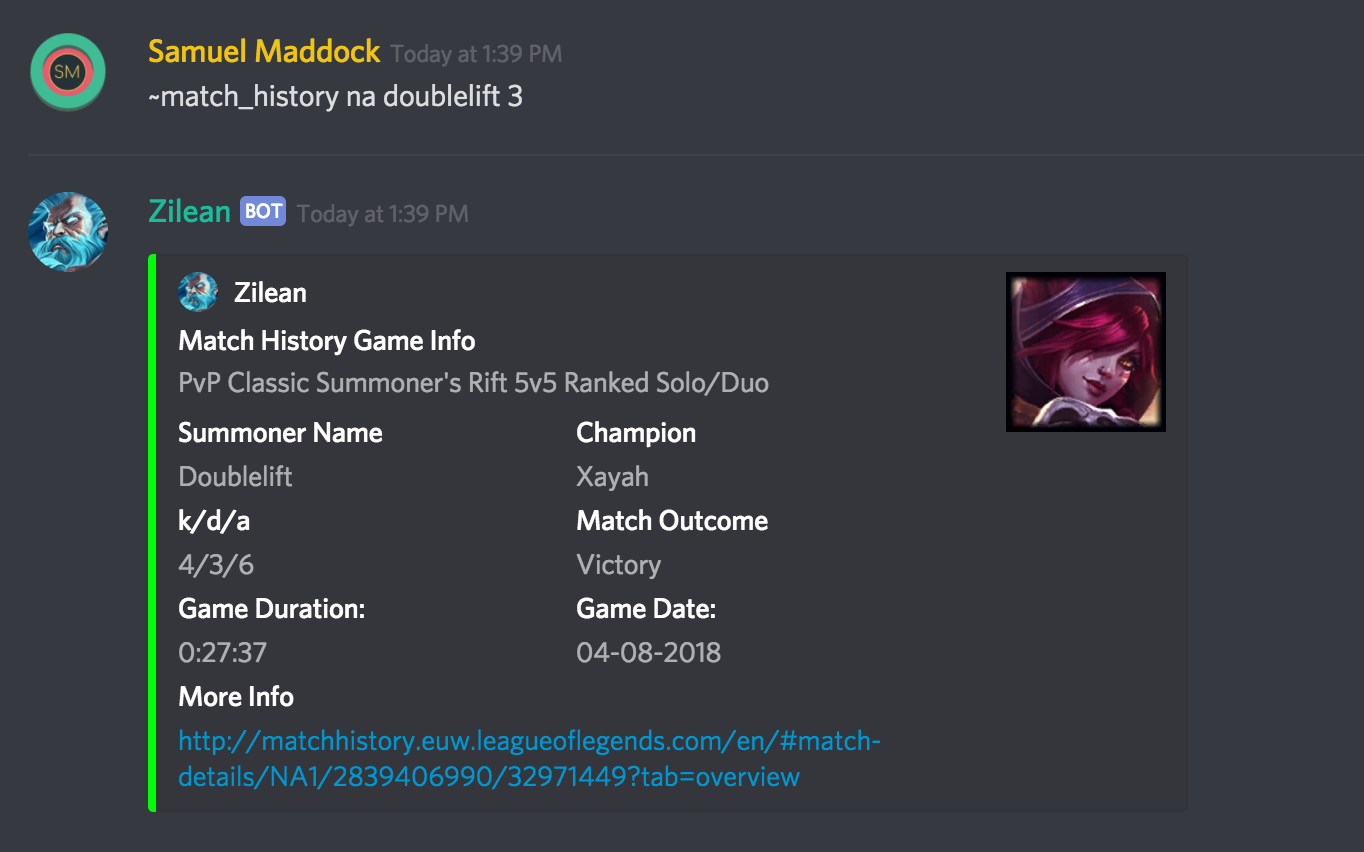 SM
Samuel Maddock Today at 1:39 PM
~match_history na doublelift 3
Zilean BOT Today at 1:39 PM
Zilean
Match History Game Info
PvP Classic Summoner's Rift 5v5 Ranked Solo/Duo
Summoner Name Champion
Doublelift Xayah
k/d/a Match Outcome
4/3/6 Victory
Game Duration: Game Date:
0:27:37 04-08-2018
More Info
http://matchhistory.euw.leagueoflegends.com/en/#match-
details/NA1/2839406990/32971449?tab=overview